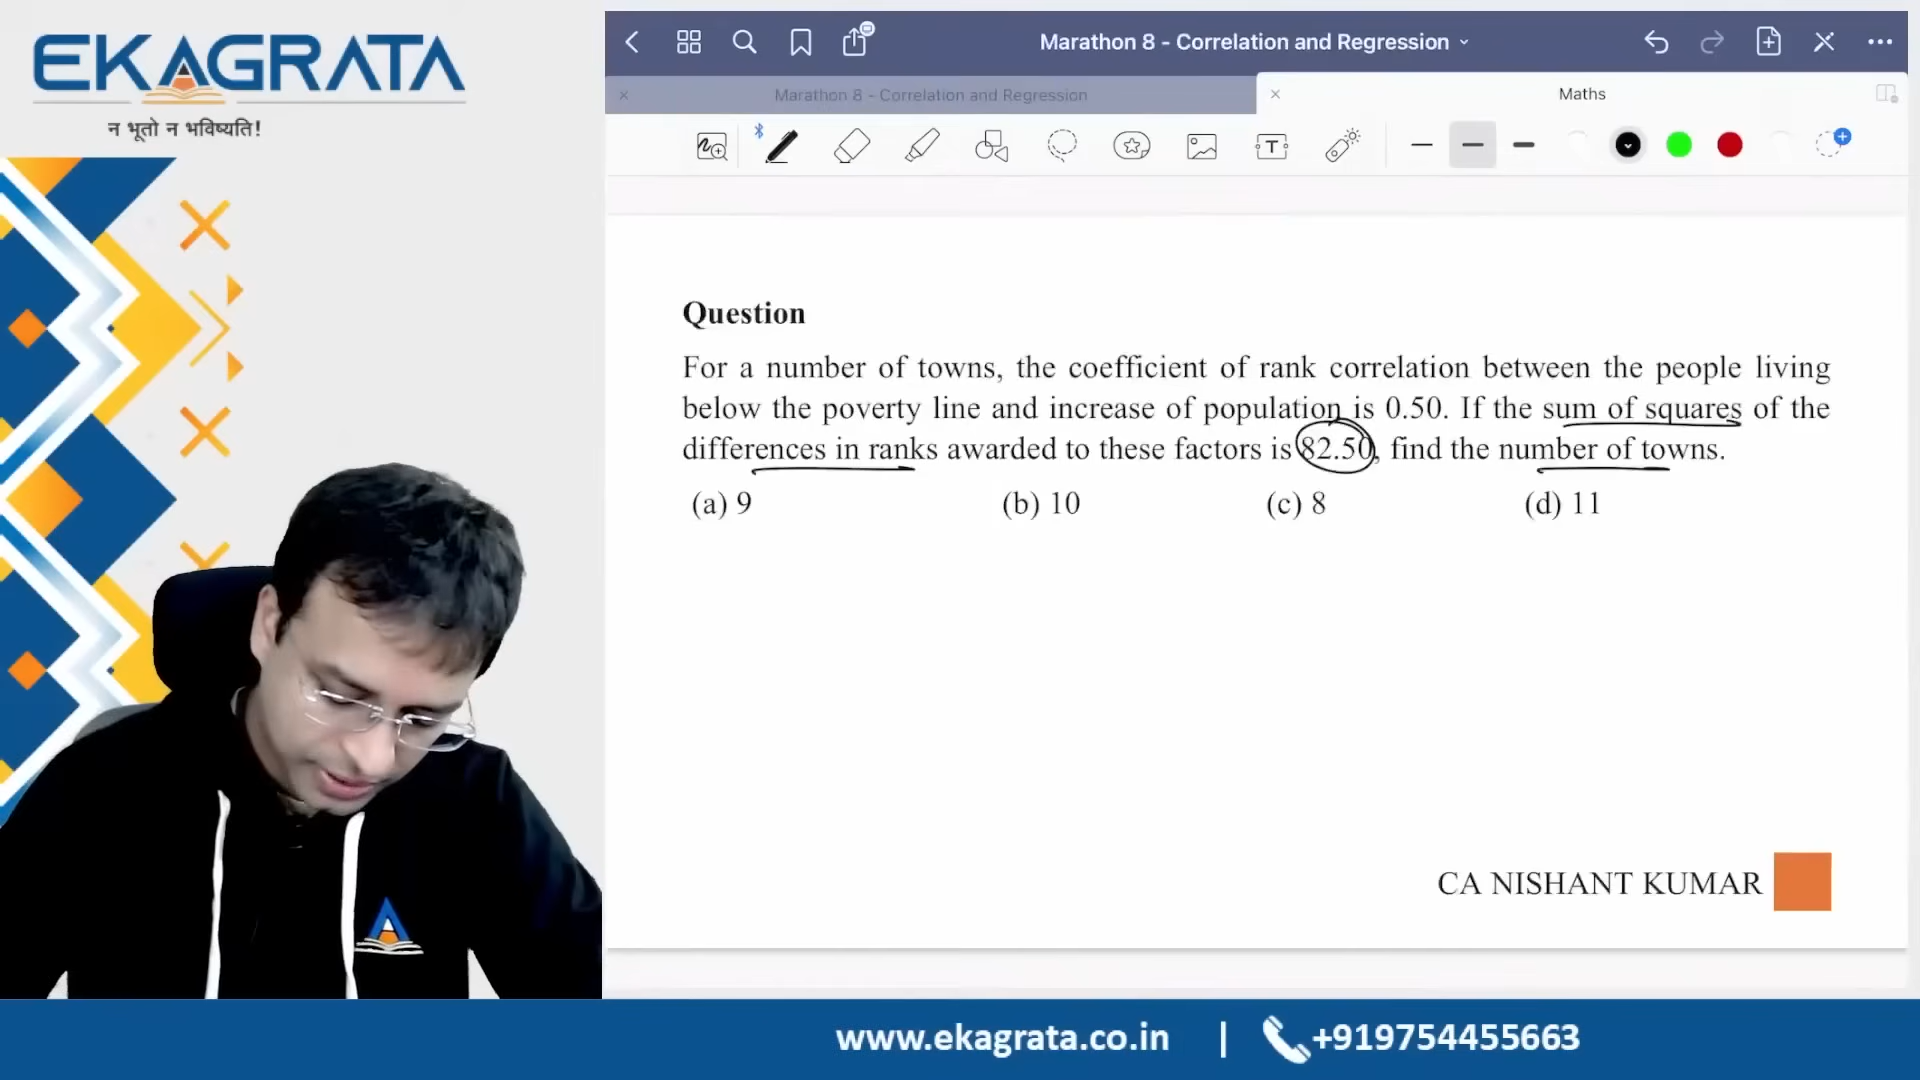 EKAGRATA
न भूतो न भविष्यति!
Marathon 8 - Correlation and Regression
Marathon 8 - Correlation and Regression
Maths
T
Question
For a number of towns, the coefficient of rank correlation between the people living
below the poverty line and increase of population is 0.50. If the sum of squares of the
differences in ranks awarded to these factors is 82.50, find the number of towns.
(a) 9 (b) 10 (c) 8 (d) 11
CA NISHANT KUMAR
www.ekagrata.co.in | +919754455663